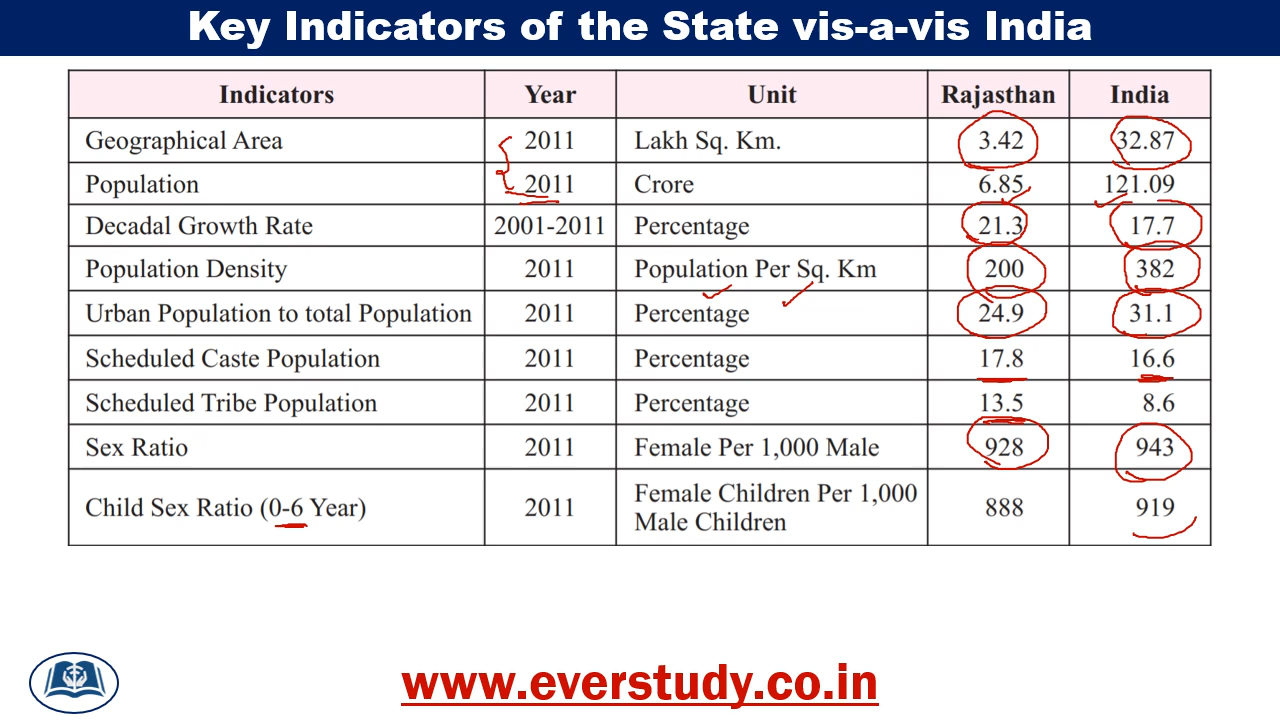 Key Indicators of the State vis-a-vis India
Indicators Year Unit Rajasthan India
Geographical Area 2011 Lakh Sq. Km. 3.42 32.87
Population 2011 Crore 6.85 121.09
Decadal Growth Rate 2001-2011 Percentage 21.3 17.7
Population Density 2011 Population Per Sq. Km 200 382
Urban Population to total Population 2011 Percentage 24.9 31.1
Scheduled Caste Population 2011 Percentage 17.8 16.6
Scheduled Tribe Population 2011 Percentage 13.5 8.6
Sex Ratio 2011 Female Per 1,000 Male 928 943
Child Sex Ratio (0-6 Year) 2011 Female Children Per 1,000
Male Children 888 919
www.everstudy.co.in